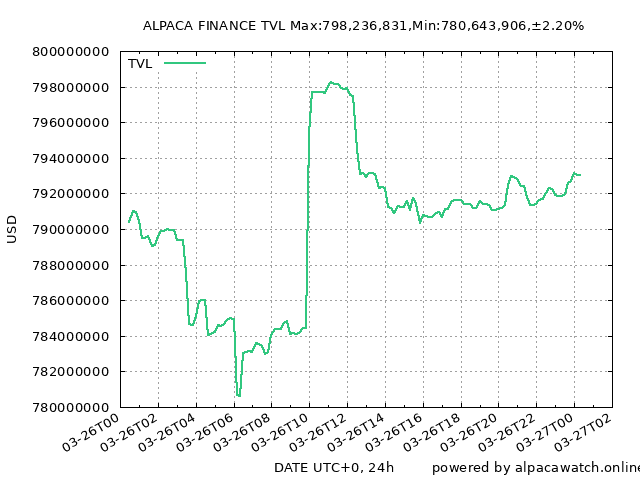 ALPACA FINANCE TVL Max:798,236,831,Min:780,643,906,±2.20%
800000000
798000000
796000000
794000000
792000000
790000000
788000000
786000000
784000000
782000000
780000000
TVL
USD
03-26T00
03-26T02
03-26T04
03-26T06
03-26T08
03-26T10
03-26T12
03-26T14
03-26T16
03-26T18
03-26T20
03-26T22
03-27T00
03-27T02
DATE UTC+0, 24h
powered by alpacawatch.online